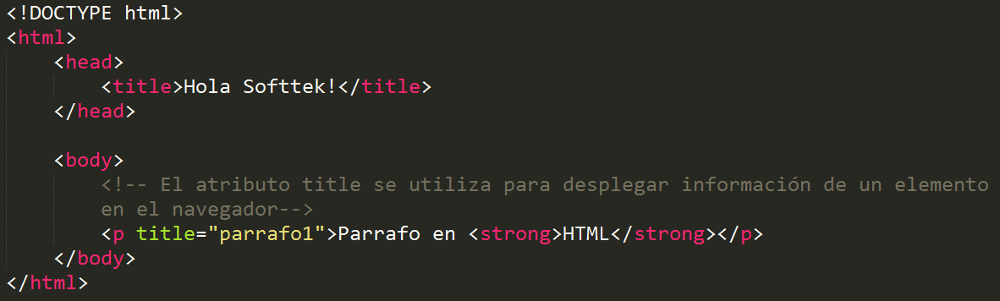 <!DOCTYPE html>
<html>
<head>
<title>Hola Softtek!</title>
</head>
<body>
<!-- El atributo title se utiliza para desplegar información de un elemento
en el navegador-->
<p title="parrafo1">Parrafo en <strong>HTML</strong></p>
</body>
</html>